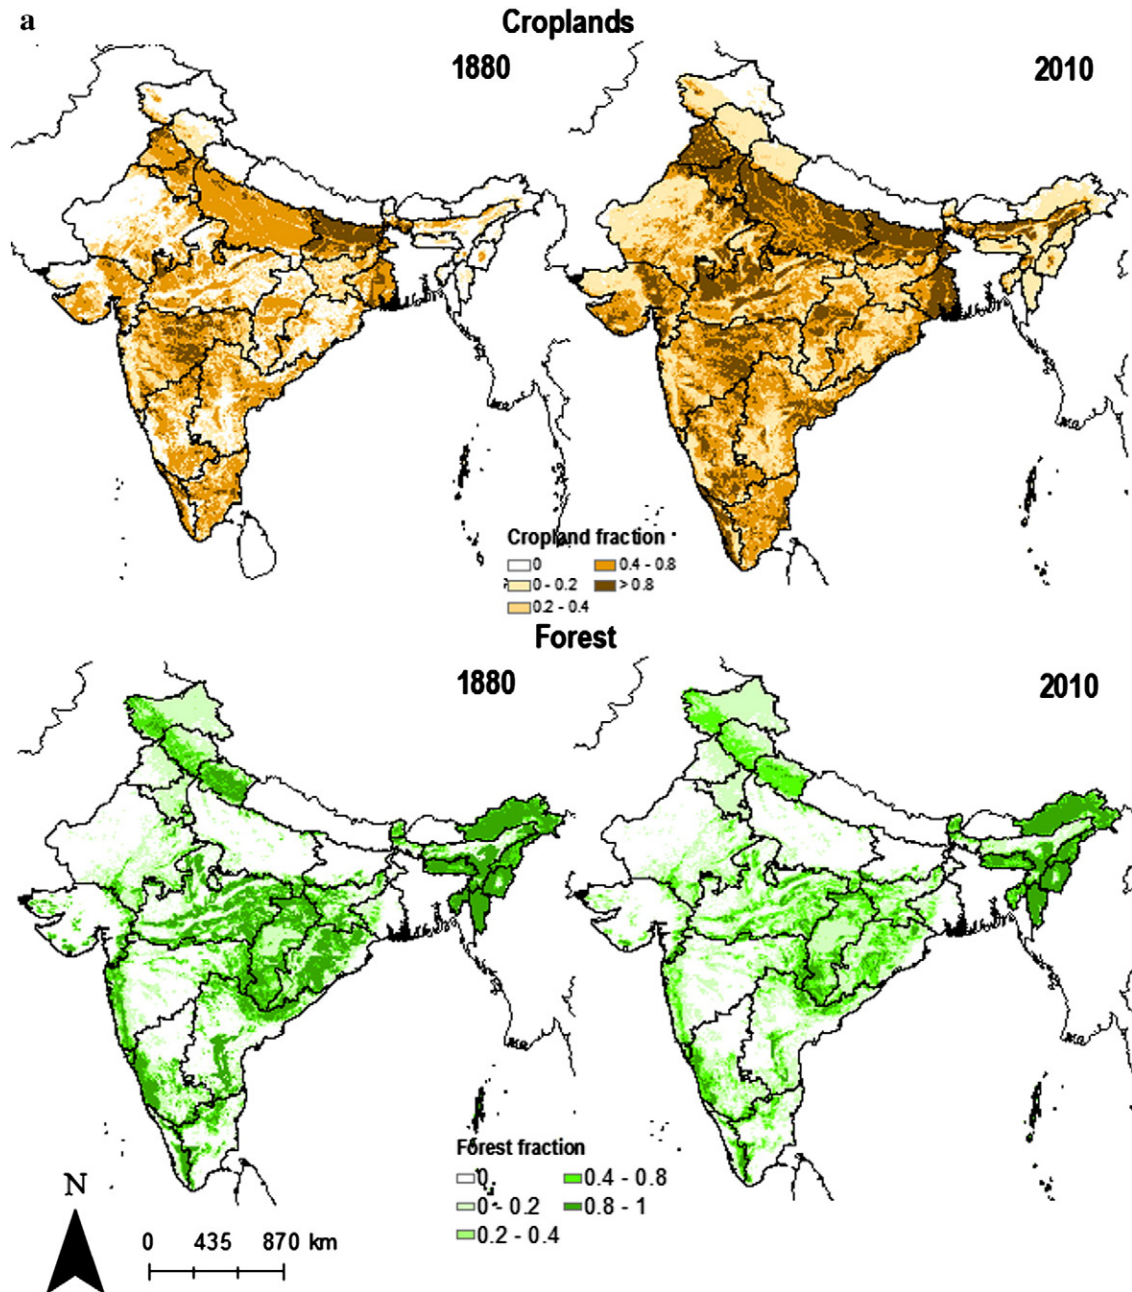 a
Croplands
1880
2010
Cropland fraction
0
0 - 0.2
0.2 - 0.4
0.4 - 0.8
> 0.8
Forest
1880
2010
Forest fraction
0
0 - 0.2
0.2 - 0.4
0.4 - 0.8
0.8 - 1
N
0 435 870 km